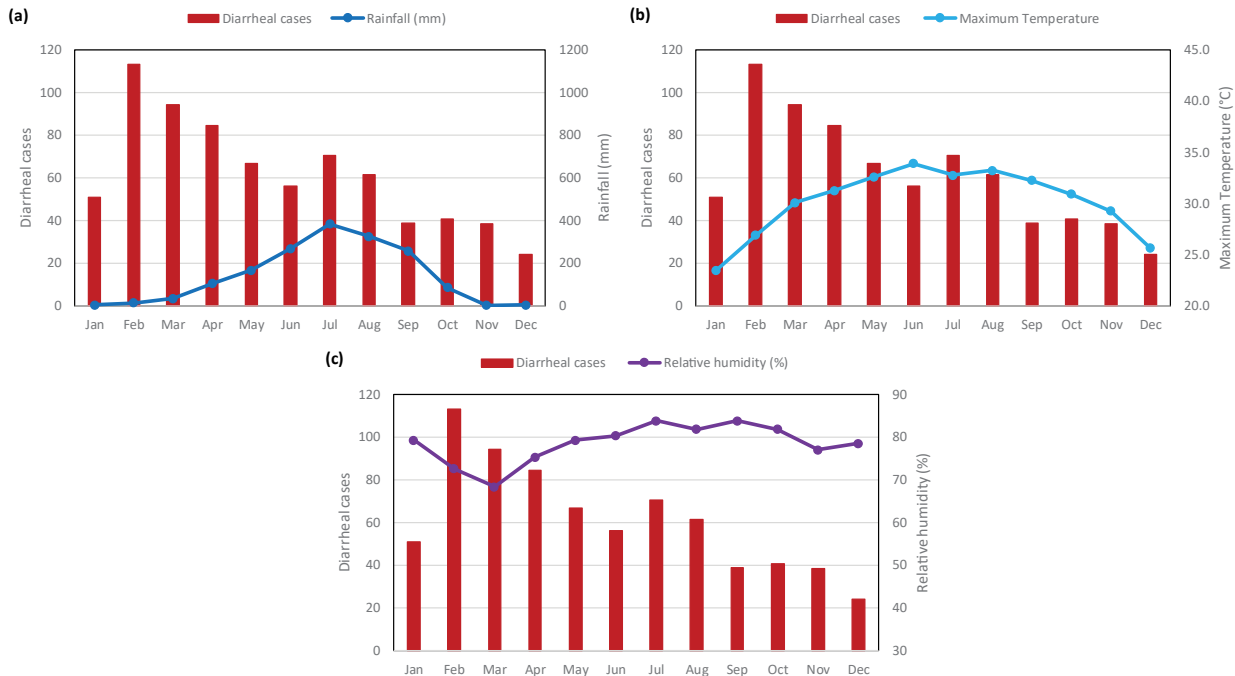 (a)
Diarrheal cases
Rainfall (mm)
120
100
80
60
40
20
0
Diarrheal cases
1200
1000
800
600
400
200
0
Rainfall (mm)
Jan Feb Mar Apr May Jun Jul Aug Sep Oct Nov Dec
(b)
Diarrheal cases
Maximum Temperature
120
100
80
60
40
20
0
Diarrheal cases
45.0
40.0
35.0
30.0
25.0
20.0
Maximum Temperature (°C)
Jan Feb Mar Apr May Jun Jul Aug Sep Oct Nov Dec
(c)
Diarrheal cases
Relative humidity (%)
120
100
80
60
40
20
0
Diarrheal cases
90
80
70
60
50
40
30
Relative humidity (%)
Jan Feb Mar Apr May Jun Jul Aug Sep Oct Nov Dec